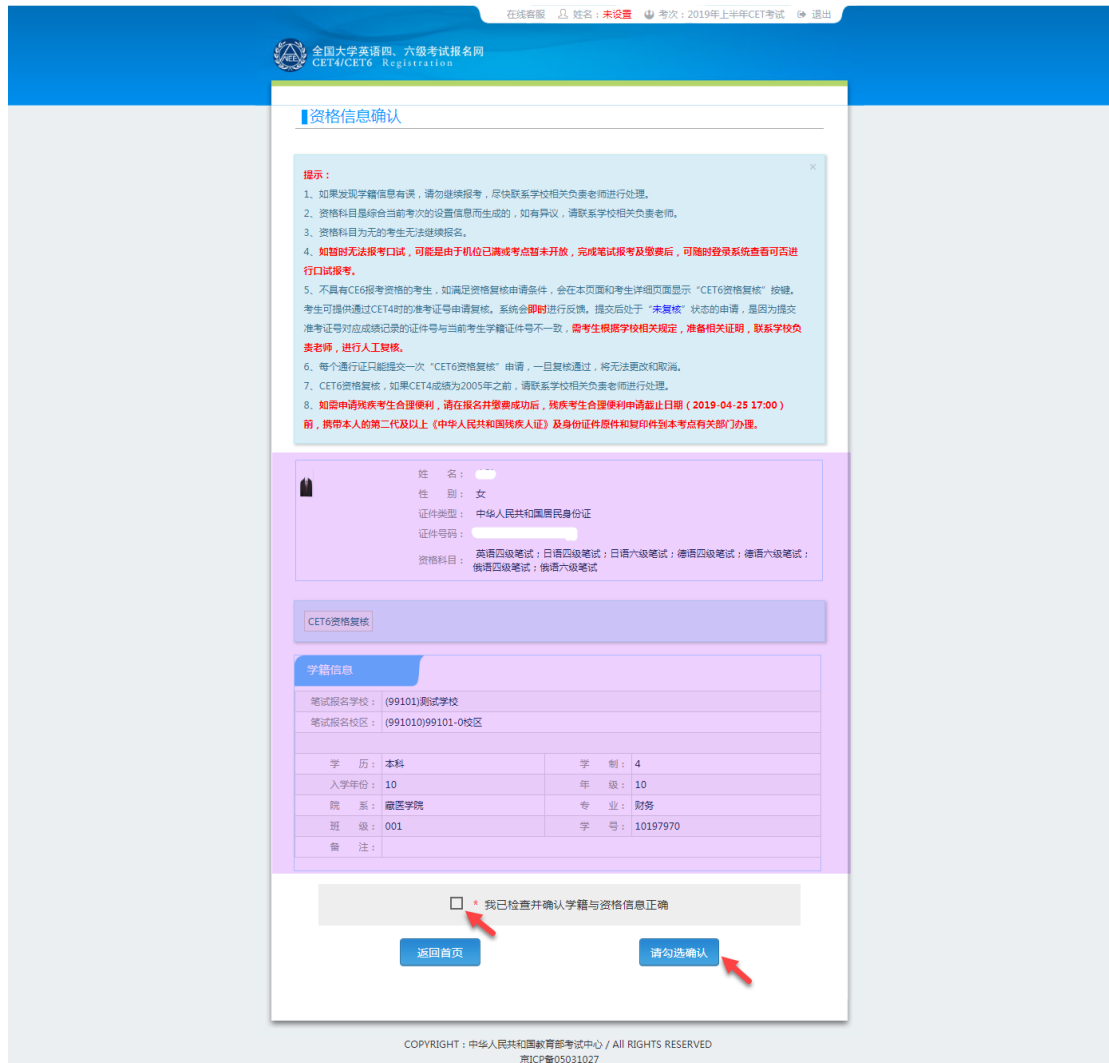 在线客服 姓名：未设置 考次：2019年上半年CET考试 退出
全国大学英语四、六级考试报名网
CET4/CET6 Registration
资格信息确认
提示：
1、如果发现学籍信息有误，请勿继续报考，尽快联系学校相关负责老师进行处理。
2、资格科目是综合当前考次的设置信息而生成的，如有异议，请联系学校相关负责老师。
3、资格科目为无的考生无法继续报名。
4、如暂时无法报考口试，可能是由于机位已满或考点暂未开放，完成笔试报考及缴费后，可随时登录系统查看可否进
行口试报考。
5、不具有CE6报考资格的考生，如满足资格复核申请条件，会在本页面和考生详细页面显示“CET6资格复核”按键。
考生可提供通过CET4时的准考证号申请复核。系统会即时进行反馈。提交后处于“未复核”状态的申请，是因为提交
准考证号对应成绩记录的证件号与当前考生学籍证件号不一致，需考生根据学校相关规定，准备相关证明，联系学校负
责老师，进行人工复核。
6、每个通行证只能提交一次“CET6资格复核”申请，一旦复核通过，将无法更改和取消。
7、CET6资格复核，如果CET4成绩为2005年之前，请联系学校相关负责老师进行处理。
8、如需申请残疾考生合理便利，请在报名并缴费成功后，残疾考生合理便利申请截止日期（2019-04-25 17:00）
前，携带本人的第二代及以上《中华人民共和国残疾人证》及身份证件原件和复印件到本考点有关部门办理。
姓 名：
性 别： 女
证件类型： 中华人民共和国居民身份证
证件号码：
资格科目： 英语四级笔试；日语四级笔试；日语六级笔试；德语四级笔试；德语六级笔试；
俄语四级笔试；俄语六级笔试
CET6资格复核
学籍信息
笔试报名学校： (99101)测试学校
笔试报名校区： (991010)99101-0校区
学 历： 本科 学 制： 4
入学年份： 10 年 级： 10
院 系： 藏医学院 专 业： 财务
班 级： 001 学 号： 10197970
备 注：
* 我已检查并确认学籍与资格信息正确
返回首页 请勾选确认
COPYRIGHT：中华人民共和国教育部考试中心 / All RIGHTS RESERVED
京ICP备05031027